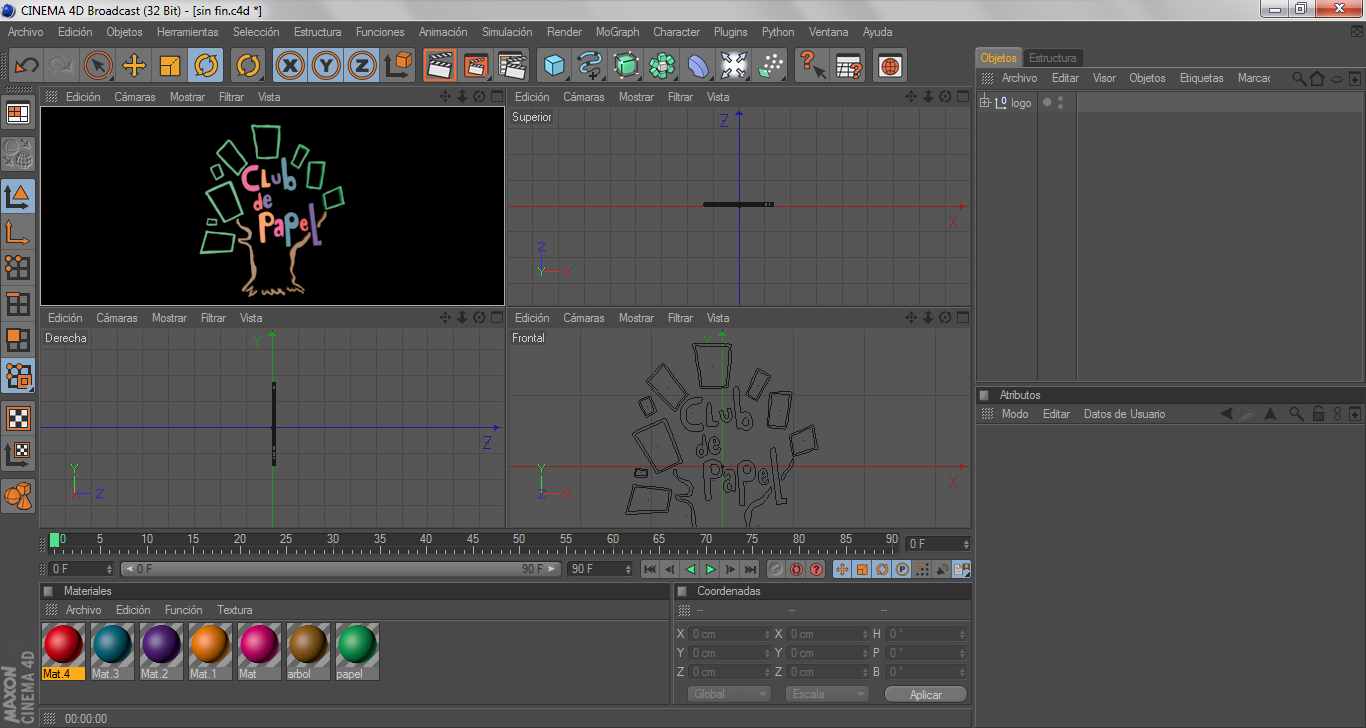 CINEMA 4D Broadcast (32 Bit) - [sin fin.c4d *]
Archivo Edición Objetos Herramientas Selección Estructura Funciones Animación Simulación Render MoGraph Character Plugins Python Ventana Ayuda
X Y Z
Objetos Estructura
Archivo Editar Visor Objetos Etiquetas Marcac
0 logo
Edición Cámaras Mostrar Filtrar Vista
Club
de
Papel
Edición Cámaras Mostrar Filtrar Vista
Superior
Z
X
Z
Y X
Edición Cámaras Mostrar Filtrar Vista
Derecha
Y
Z
Y
Z
Edición Cámaras Mostrar Filtrar Vista
Frontal
Y
Club
de
Papel
X
Y
Z X
Atributos
Modo Editar Datos de Usuario
0 5 10 15 20 25 30 35 40 45 50 55 60 65 70 75 80 85 90
0 F
0 F 0 F 90 F 90 F
P
Materiales
Archivo Edición Función Textura
Mat.4 Mat.3 Mat.2 Mat.1 Mat arbol papel
Coordenadas
-- -- --
X 0 cm X 0 cm H 0 °
Y 0 cm Y 0 cm P 0 °
Z 0 cm Z 0 cm B 0 °
Global Escala Aplicar
MAXON
CINEMA 4D
00:00:00